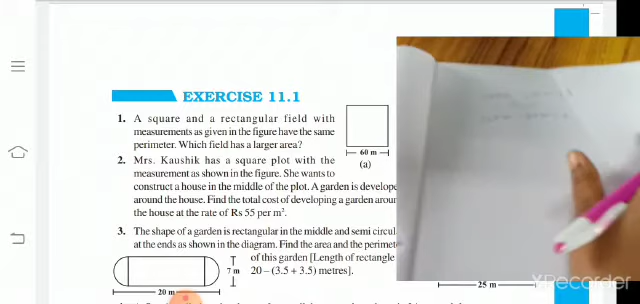 EXERCISE 11.1
1. A square and a rectangular field with
measurements as given in the figure have the same
perimeter. Which field has a larger area?
60 m
(a)
2. Mrs. Kaushik has a square plot with the
measurement as shown in the figure. She wants to
construct a house in the middle of the plot. A garden is develope
around the house. Find the total cost of developing a garden aroun
the house at the rate of Rs 55 per m².
3. The shape of a garden is rectangular in the middle and semi circul
at the ends as shown in the diagram. Find the area and the perimet
of this garden [Length of rectangle
7 m 20 – (3.5 + 3.5) metres].
20 m
25 m
XRecorder